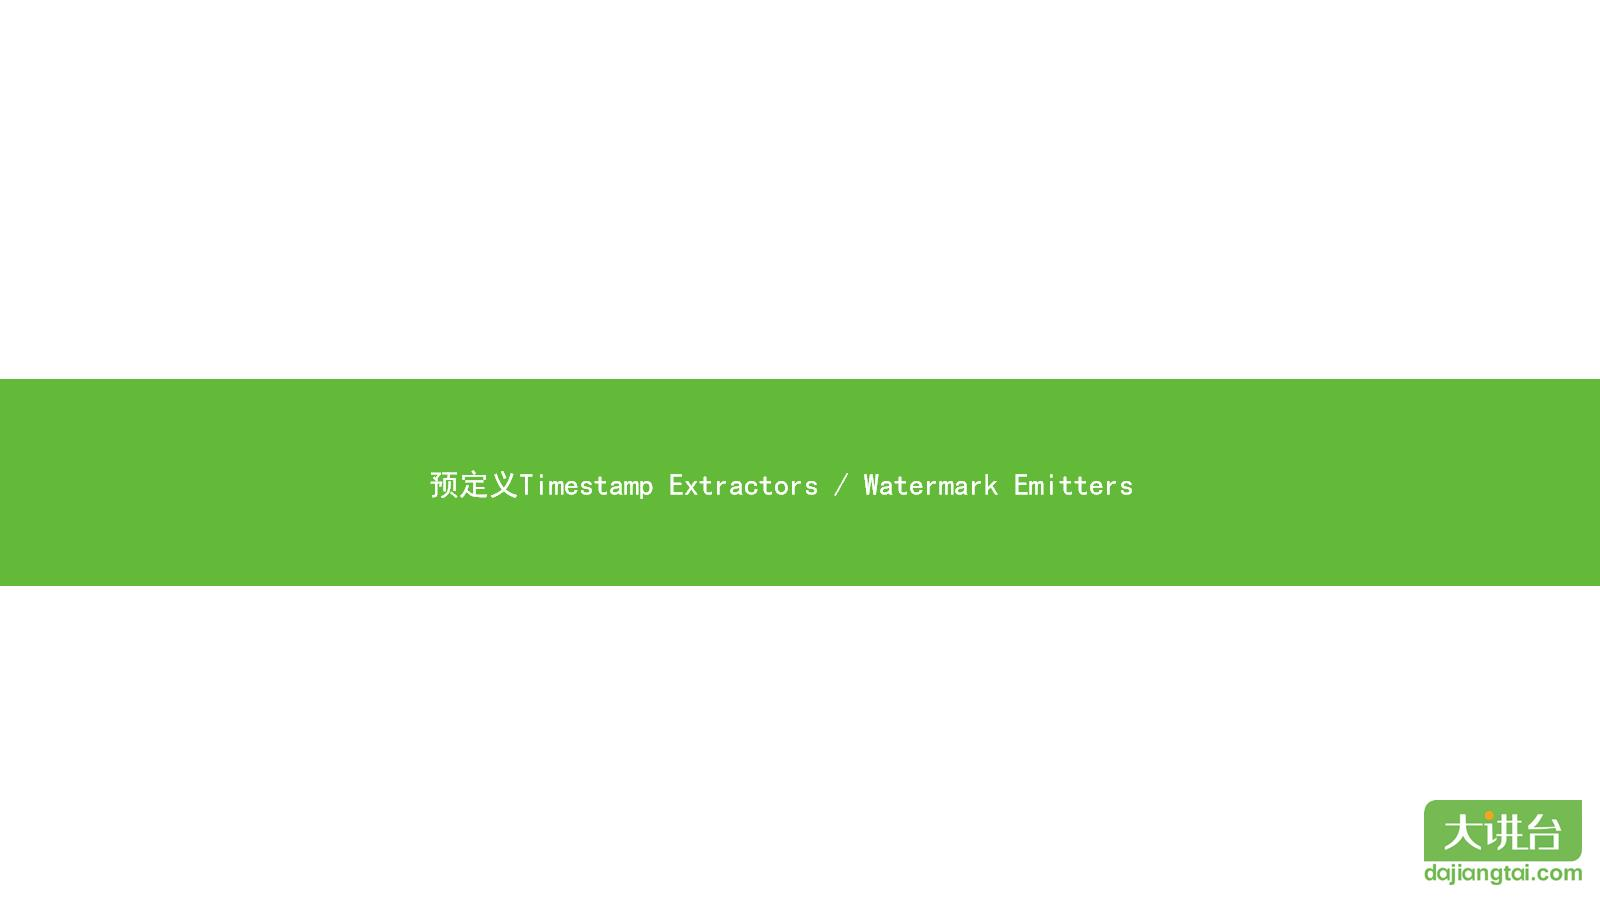 预定义Timestamp Extractors / Watermark Emitters
大讲台
dajiangtai.com